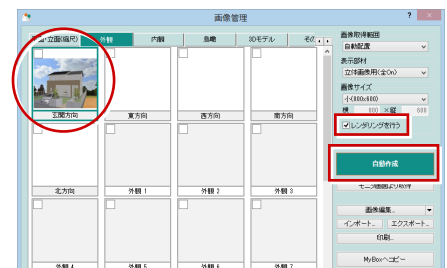 画像管理
? ×
外観 内観 鳥瞰 3Dモデル
玄関方向 東方向 西方向 南方向
北方向 外観 1 外観 2 外観 3
外観 4 外観 5 外観 6 外観 7
画像取得範囲
自動配置
表示部材
立体画像用(全On)
画像サイズ
小(800x600)
横 800 ×縦 600
レンダリングを行う
自動作成
画像編集...
インポート... エクスポート...
印刷...
MyBoxへコピー